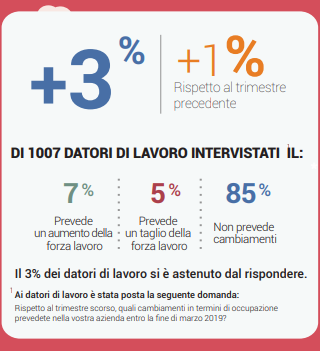 +3%
+1%
Rispetto al trimestre
precedente
DI 1007 DATORI DI LAVORO INTERVISTATI IL:
7%
Prevede
un aumento della
forza lavoro
5%
Prevede
un taglio della
forza lavoro
85%
Non prevede
cambiamenti
Il 3% dei datori di lavoro si è astenuto dal rispondere.
1 Ai datori di lavoro è stata posta la seguente domanda:
Rispetto al trimestre scorso, quali cambiamenti in termini di occupazione
prevedete nella vostra azienda entro la fine di marzo 2019?